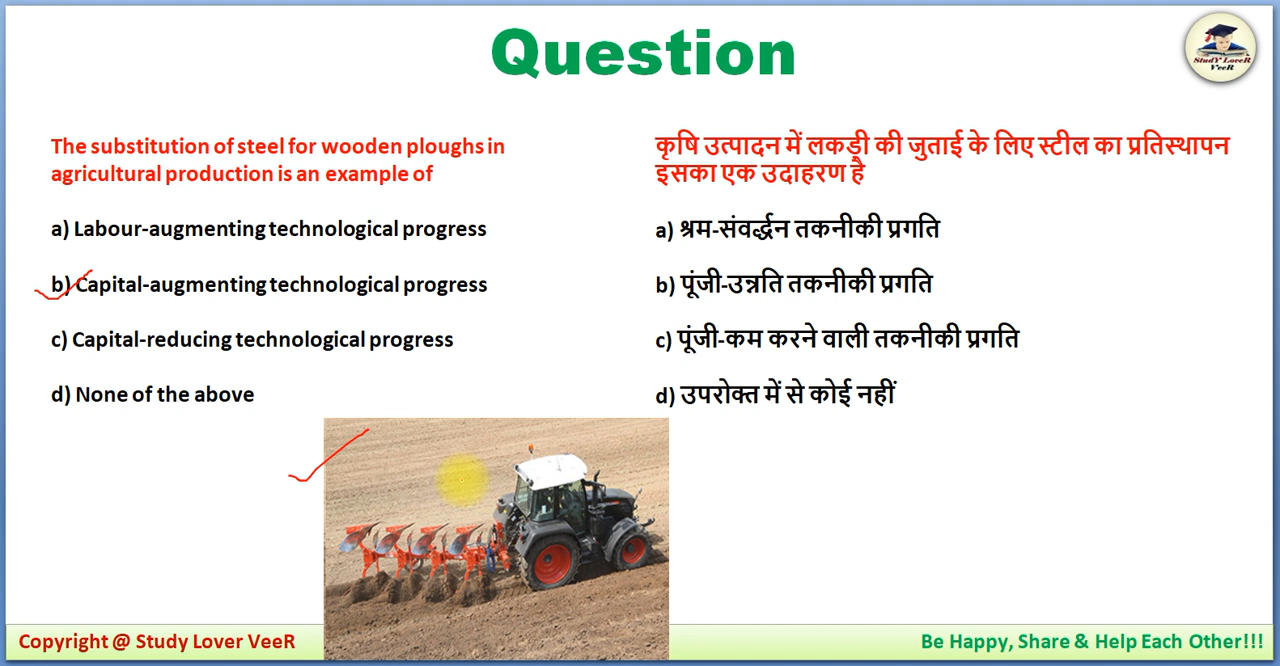 Question
StudY LoveR
VeeR
The substitution of steel for wooden ploughs in
agricultural production is an example of
a) Labour-augmenting technological progress
b) Capital-augmenting technological progress
c) Capital-reducing technological progress
d) None of the above
कृषि उत्पादन में लकड़ी की जुताई के लिए स्टील का प्रतिस्थापन
इसका एक उदाहरण है
a) श्रम-संवर्द्धन तकनीकी प्रगति
b) पूंजी-उन्नति तकनीकी प्रगति
c) पूंजी-कम करने वाली तकनीकी प्रगति
d) उपरोक्त में से कोई नहीं
Copyright @ Study Lover VeeR
Be Happy, Share & Help Each Other!!!